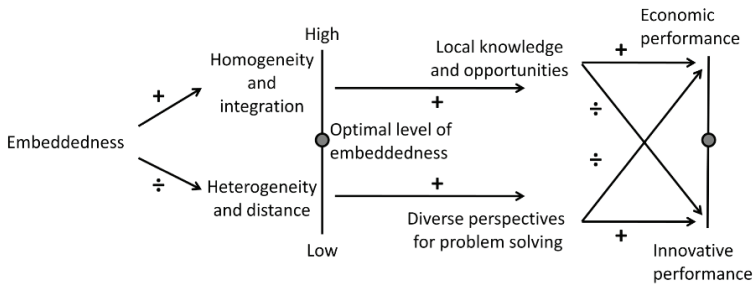 Economic
performance
High
Homogeneity
and
integration
Local knowledge
and opportunities
+
+
+
÷
Embeddedness
Optimal level of
embeddedness
÷
÷
Heterogeneity
and distance
+
Diverse perspectives
for problem solving
+
Low
Innovative
performance